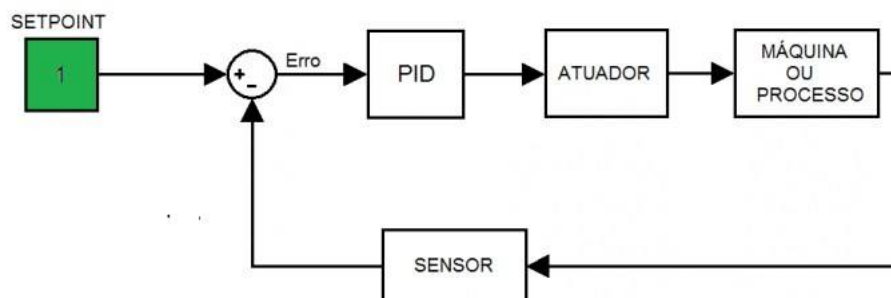 SETPOINT
1
+
-
Erro
PID
ATUADOR
MÁQUINA
OU
PROCESSO
SENSOR